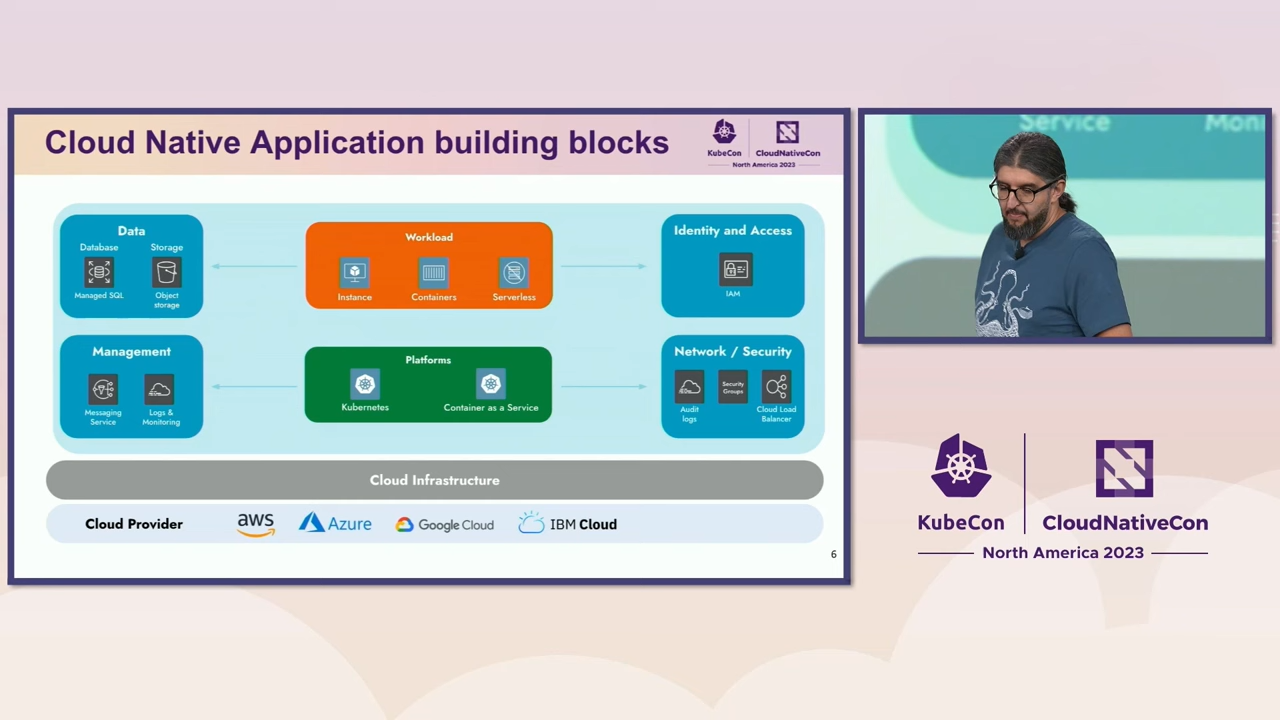 Cloud Native Application building blocks
KubeCon
CloudNativeCon
North America 2023
Data
Database
Storage
Managed SQL
Object
storage
Workload
Instance
Containers
Serverless
Identity and Access
IAM
Management
Messaging
Service
Logs &
Monitoring
Platforms
Kubernetes
Container as a Service
Network / Security
Audit
logs
Security
Groups
Cloud Load
Balancer
Cloud Infrastructure
Cloud Provider
aws
Azure
Google Cloud
IBM Cloud
6
Service
Moni
KubeCon
CloudNativeCon
North America 2023